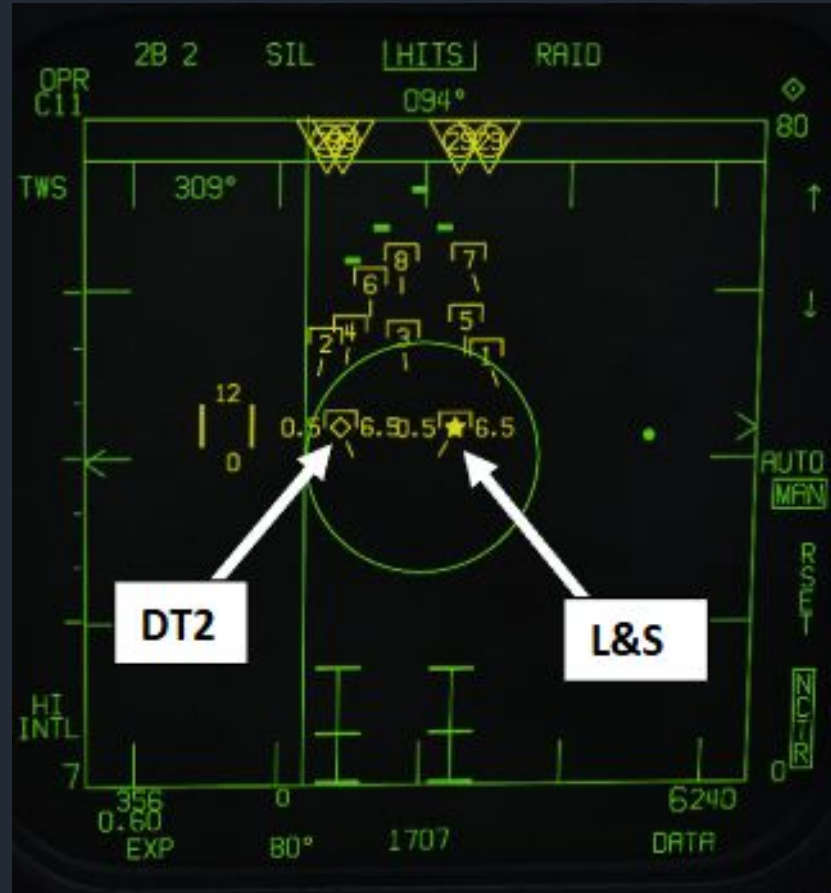 2B 2 SIL HITS RAID
OPR
C11
094°
29 29
80
TWS 309°
8 7
6
5
2 4 3 1
12
0.5 6.5 0.5 6.5
0
AUTO
MAN
RSET
DT2 L&S
HI
INTL
NCTR
7 0
356 0 6240
0.60
EXP 80° 1707 DATA